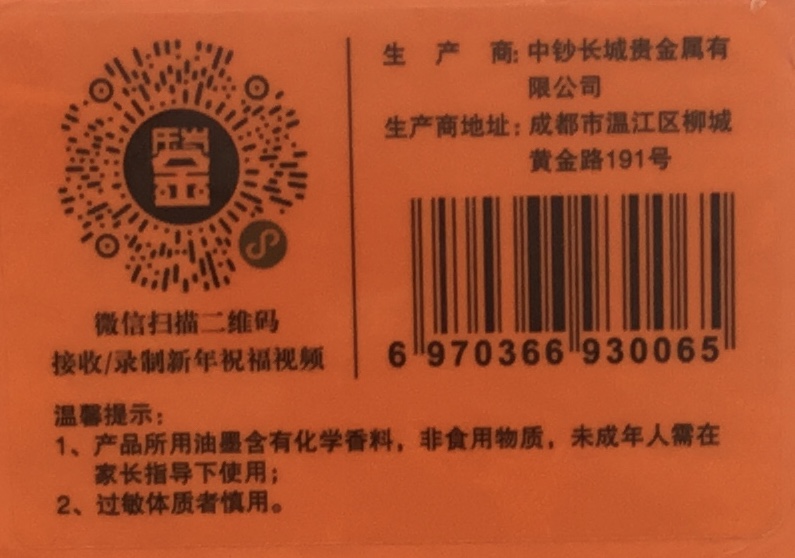 微信扫描二维码
接收/录制新年祝福视频
生产商:中钞长城贵金属有
限公司
生产商地址:成都市温江区柳城
黄金路191号
6 970366 930065
温馨提示:
1、产品所用油墨含有化学香料,非食用物质,未成年人需在
家长指导下使用;
2、过敏体质者慎用。